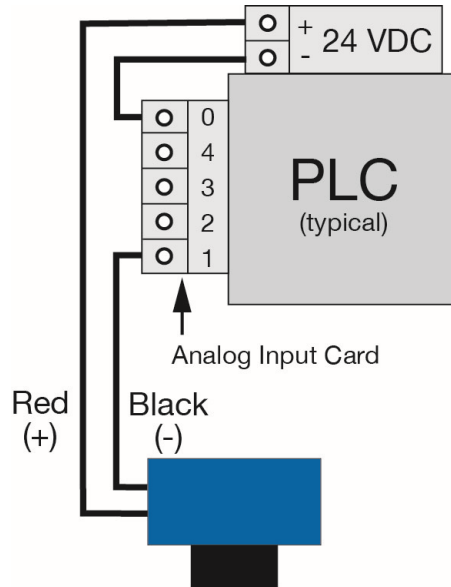 +
24 VDC
-
0
4
3
2
1
PLC
(typical)
Analog Input Card
Red
(+)
Black
(-)